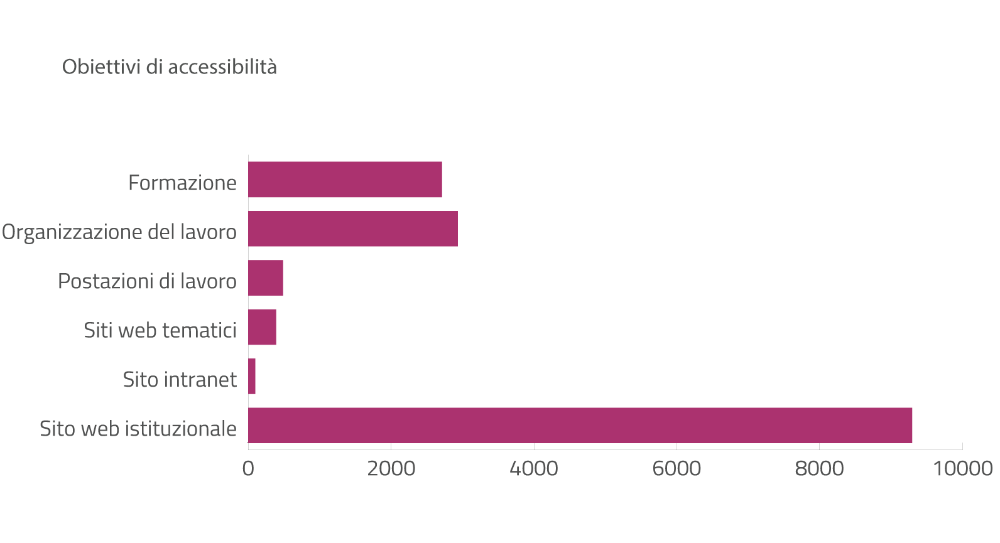 Obiettivi di accessibilità
Formazione
Organizzazione del lavoro
Postazioni di lavoro
Siti web tematici
Sito intranet
Sito web istituzionale
0 2000 4000 6000 8000 10000